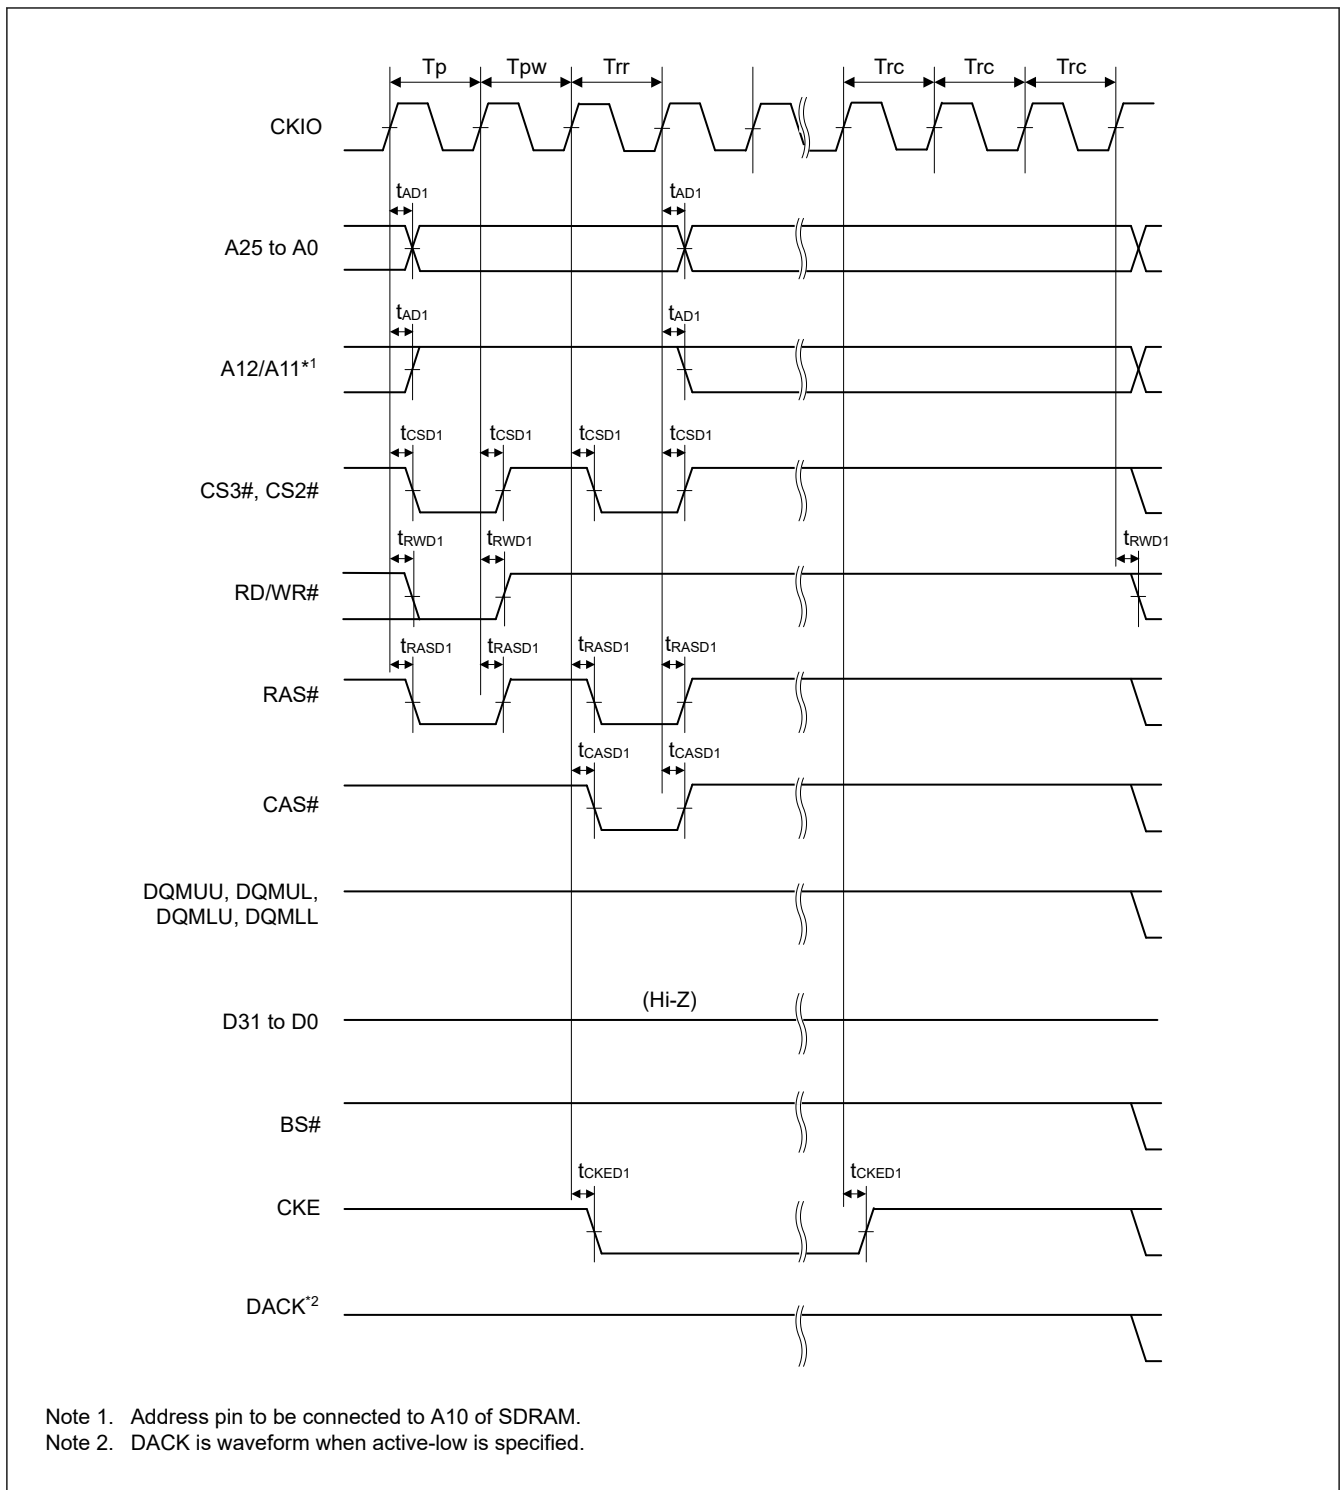 Tp Tpw Trr Trc Trc Trc
CKIO
tAD1 tAD1
A25 to A0
tAD1 tAD1
A12/A11*1
tCSD1 tCSD1 tCSD1 tCSD1
CS3#, CS2#
tRWD1 tRWD1 tRWD1
RD/WR#
tRASD1 tRASD1 tRASD1 tRASD1
RAS#
tCASD1 tCASD1
CAS#
DQMUU, DQMUL,
DQMLU, DQMLL
(Hi-Z)
D31 to D0
BS#
tCKED1 tCKED1
CKE
DACK*2
Note 1. Address pin to be connected to A10 of SDRAM.
Note 2. DACK is waveform when active-low is specified.